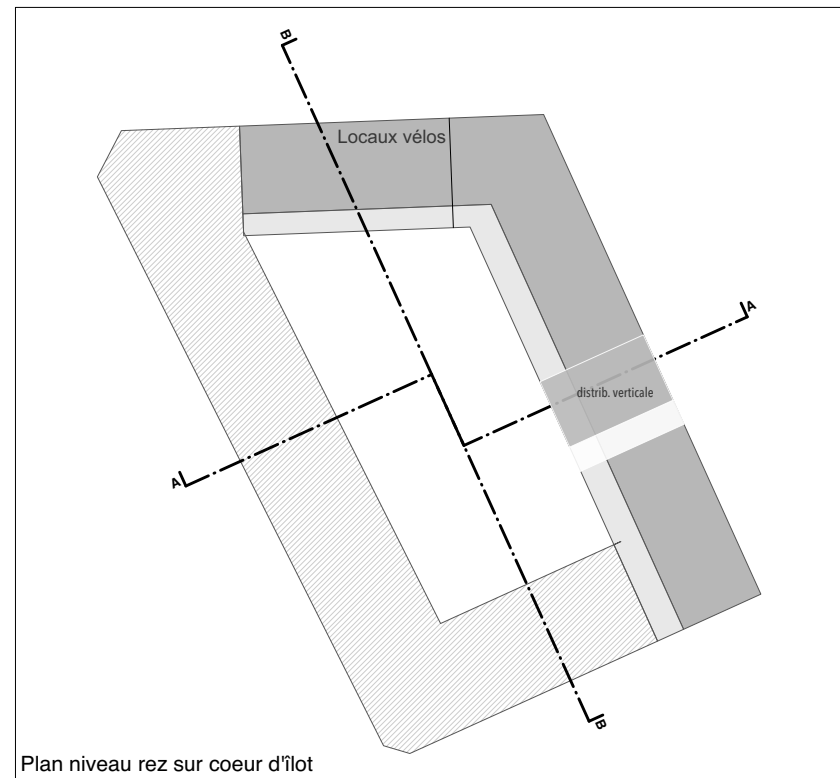 B
Locaux vélos
A
distrib. verticale
A
B
Plan niveau rez sur coeur d'îlot